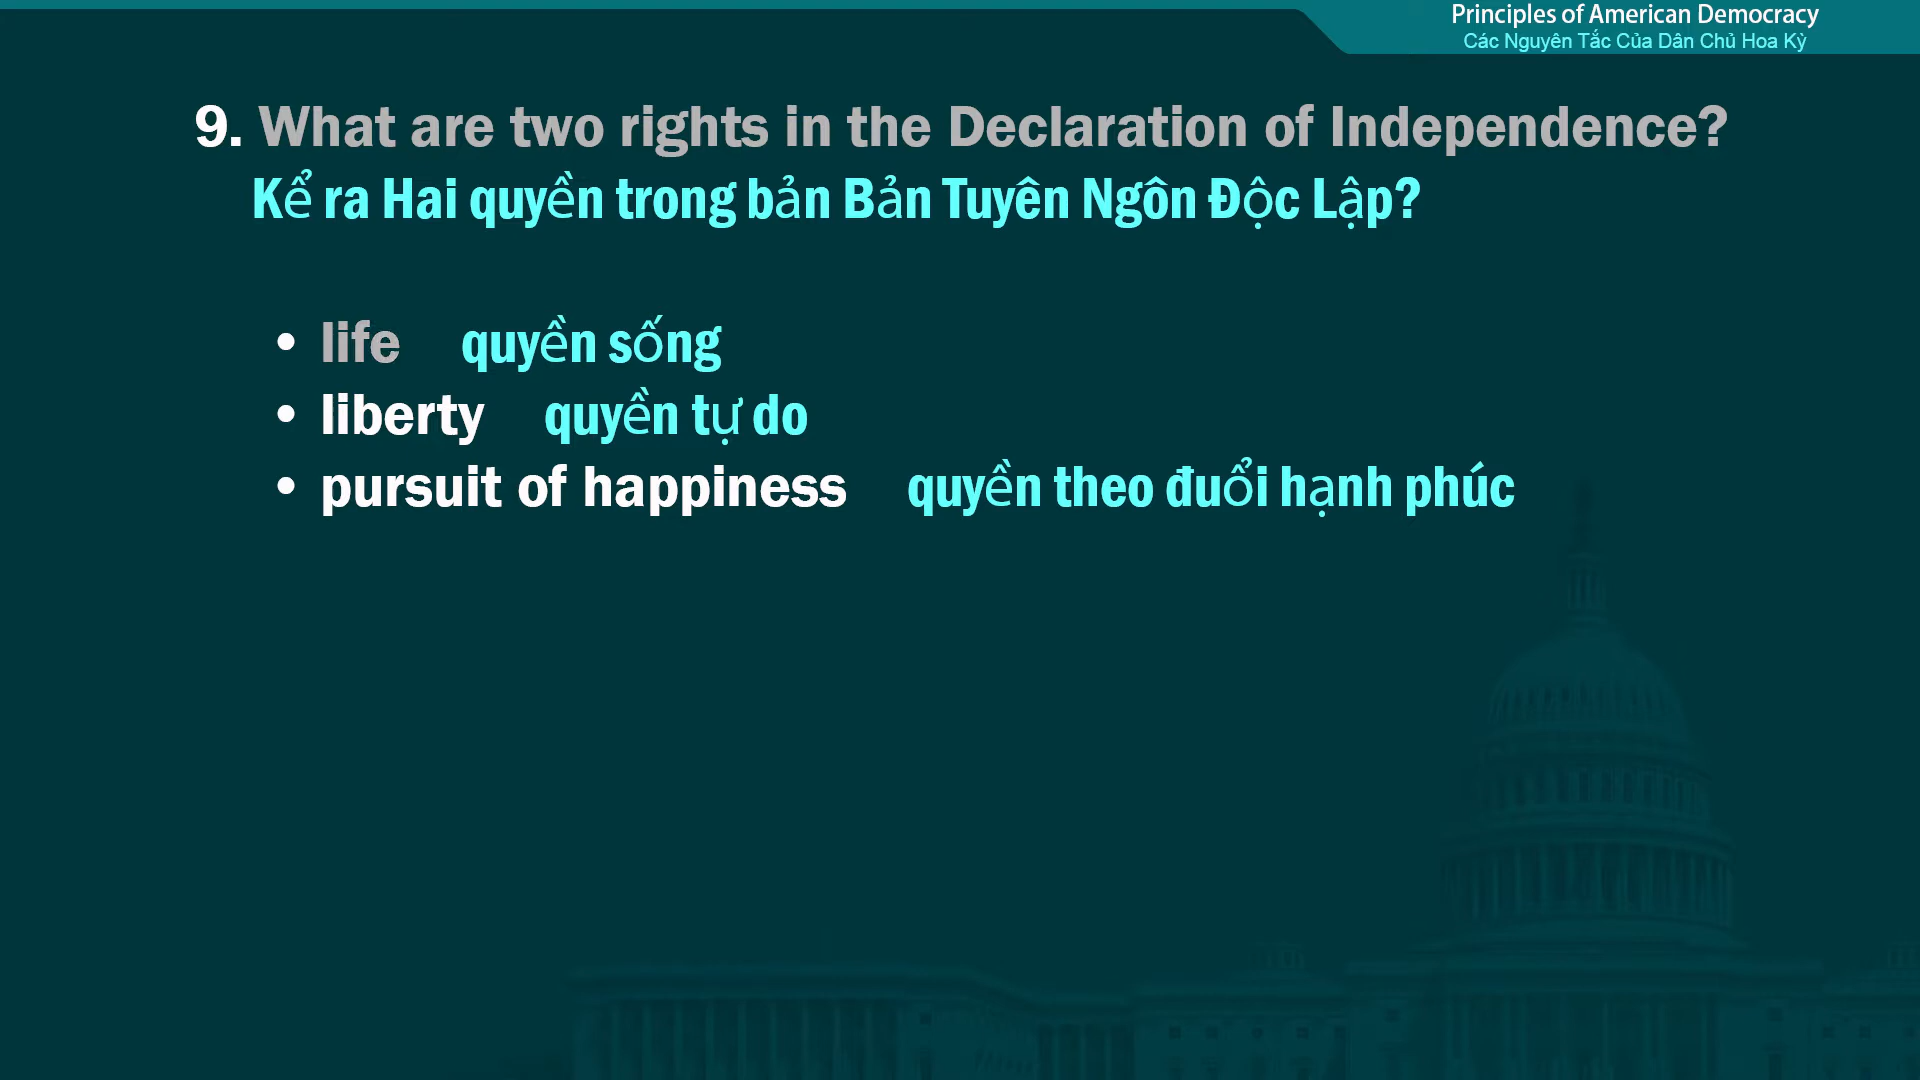 Principles of American Democracy
Các Nguyên Tắc Của Dân Chủ Hoa Kỳ
9. What are two rights in the Declaration of Independence?
Kể ra Hai quyền trong bản Bản Tuyên Ngôn Độc Lập?
• life quyền sống
• liberty quyền tự do
• pursuit of happiness quyền theo đuổi hạnh phúc